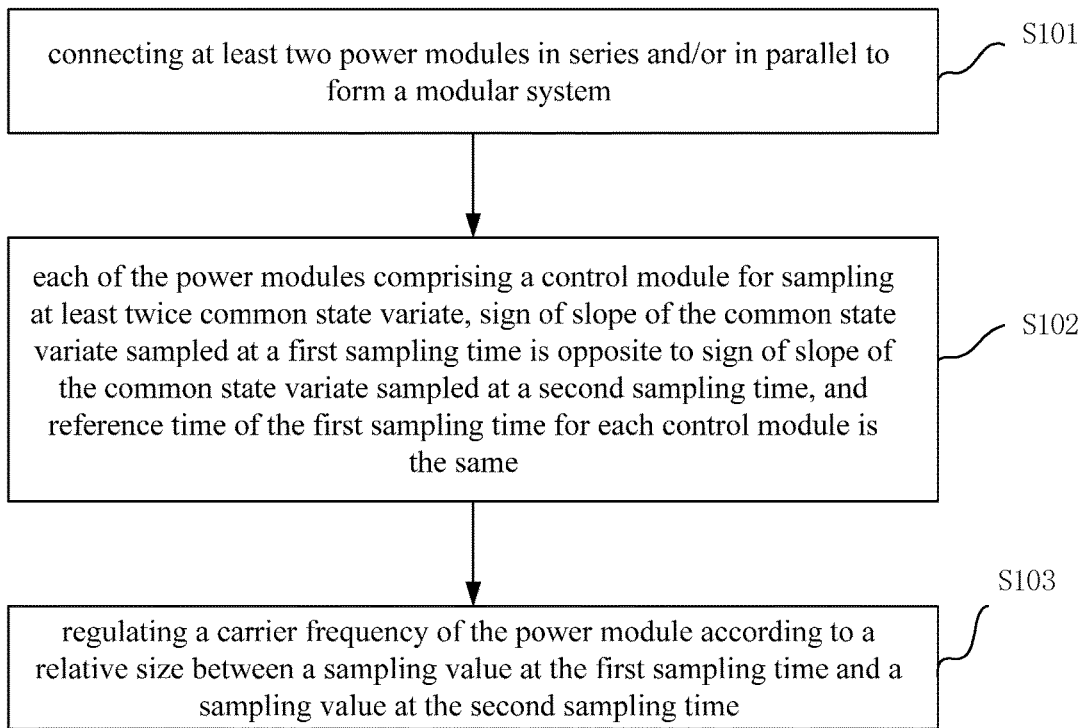 connecting at least two power modules in series and/or in parallel to
form a modular system
S101
each of the power modules comprising a control module for sampling
at least twice common state variate, sign of slope of the common state
variate sampled at a first sampling time is opposite to sign of slope of
the common state variate sampled at a second sampling time, and
reference time of the first sampling time for each control module is
the same
S102
regulating a carrier frequency of the power module according to a
relative size between a sampling value at the first sampling time and a
sampling value at the second sampling time
S103